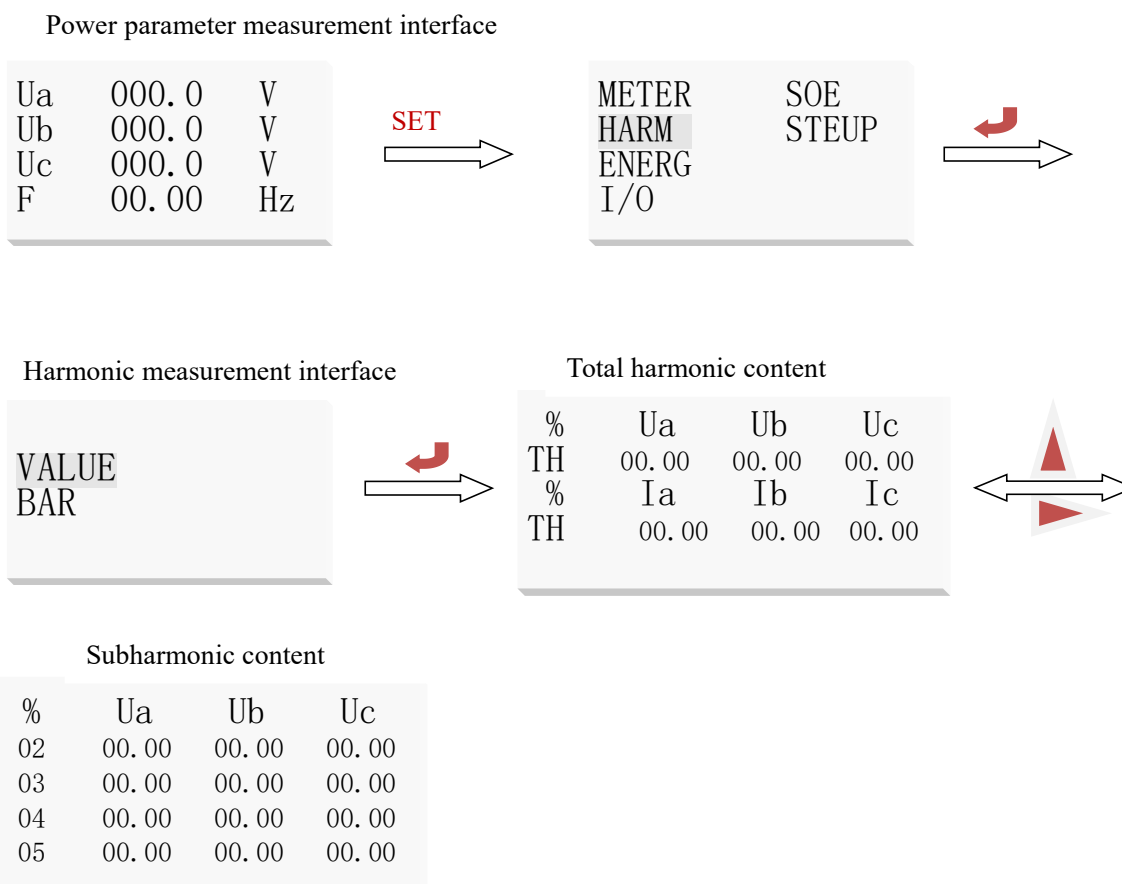 Power parameter measurement interface
Ua 000.0 V
Ub 000.0 V
Uc 000.0 V
F 00.00 Hz
SET
METER SOE
HARM STEUP
ENERG
I/O
Harmonic measurement interface
VALUE
BAR
Total harmonic content
% Ua Ub Uc
TH 00.00 00.00 00.00
% Ia Ib Ic
TH 00.00 00.00 00.00
Subharmonic content
% Ua Ub Uc
02 00.00 00.00 00.00
03 00.00 00.00 00.00
04 00.00 00.00 00.00
05 00.00 00.00 00.00